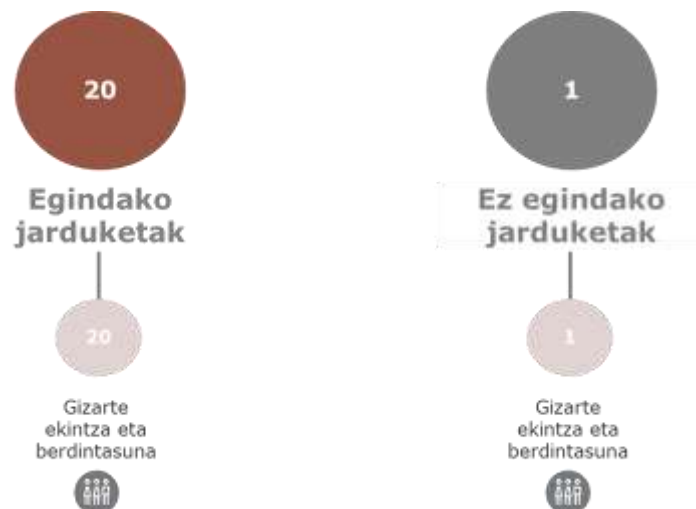 20
Egindako
jarduketak
20
Gizarte
ekintza eta
berdintasuna
1
Ez egindako
jarduketak
1
Gizarte
ekintza eta
berdintasuna